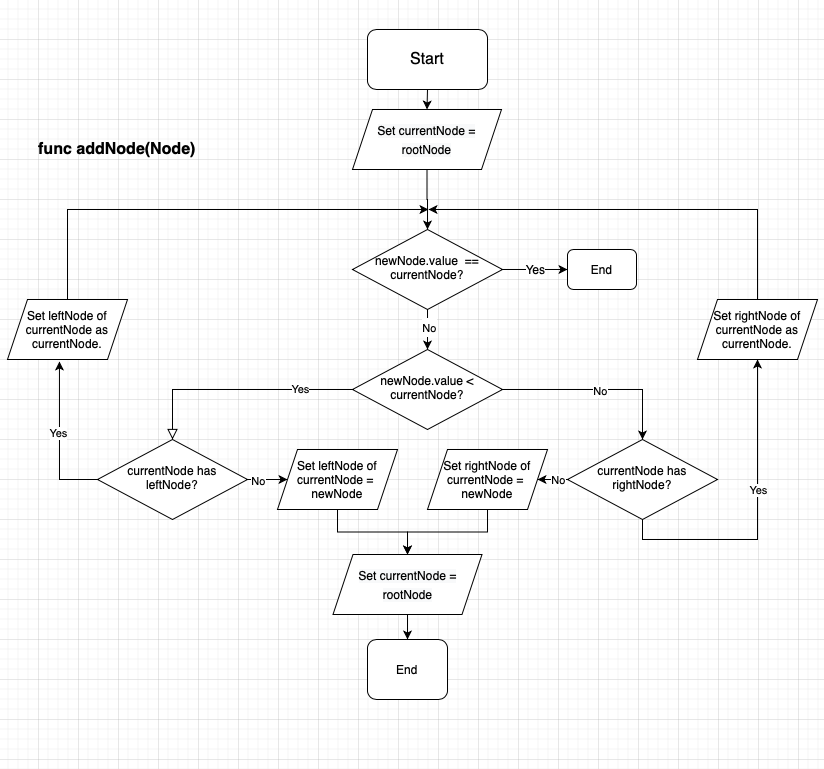 Start
Set currentNode =
rootNode
func addNode(Node)
newNode.value  ==
currentNode?
Yes
End
No
Set leftNode of
currentNode as
currentNode.
Set rightNode of
currentNode as
currentNode.
newNode.value <
currentNode?
Yes
No
Yes
currentNode has
leftNode?
No
Set leftNode of
currentNode =
newNode
Set rightNode of
currentNode =
newNode
No
currentNode has
rightNode?
Yes
Set currentNode =
rootNode
End